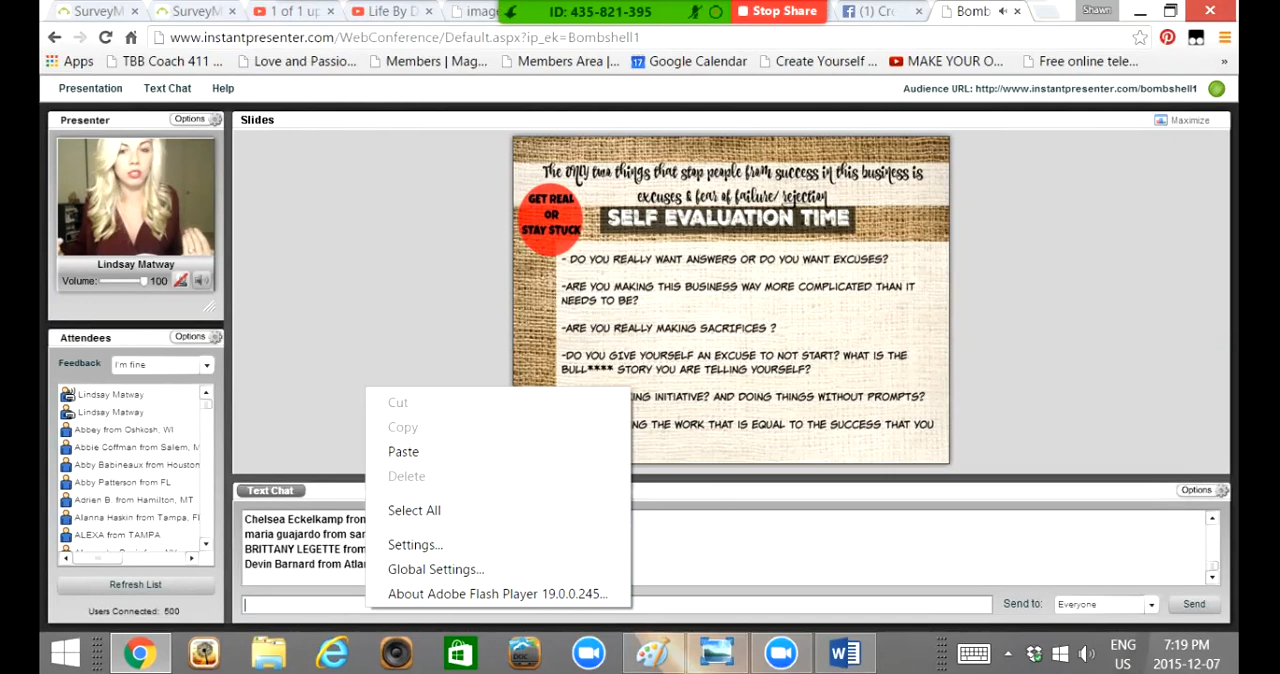 SurveyM
SurveyM
1 of 1 up
Life By D
image
ID: 435-821-395
Stop Share
(1) Cre
Bomb
Shawn
www.instantpresenter.com/WebConference/Default.aspx?ip_ek=Bombshell1
Apps
TBB Coach 411 ...
Love and Passio...
Members | Mag...
Members Area |...
17
Google Calendar
Create Yourself ...
MAKE YOUR O...
Free online tele...
»
Presentation
Text Chat
Help
Audience URL: http://www.instantpresenter.com/bombshell1
Presenter
Options
Slides
Maximize
The ONLY two things that stop people from success in this business is
excuses & fear of failure/ rejection
GET REAL
OR
STAY STUCK
SELF EVALUATION TIME
- DO YOU REALLY WANT ANSWERS OR DO YOU WANT EXCUSES?
-ARE YOU MAKING THIS BUSINESS WAY MORE COMPLICATED THAN IT
NEEDS TO BE?
-ARE YOU REALLY MAKING SACRIFICES ?
-DO YOU GIVE YOURSELF AN EXCUSE TO NOT START? WHAT IS THE
BULL**** STORY YOU ARE TELLING YOURSELF?
ING INITIATIVE? AND DOING THINGS WITHOUT PROMPTS?
NG THE WORK THAT IS EQUAL TO THE SUCCESS THAT YOU
Lindsay Matway
Volume:
100
Attendees
Options
Feedback
I'm fine
Lindsay Matway
Lindsay Matway
Abbey from Oshkosh, WI
Abbie Coffman from Salem, M
Abby Babineaux from Houston
Abby Patterson from FL
Adrien B. from Hamilton, MT
Alanna Haskin from Tampa, FL
ALEXA from TAMPA
Refresh List
Users Connected: 500
Cut
Copy
Paste
Delete
Select All
Settings...
Global Settings...
About Adobe Flash Player 19.0.0.245...
Text Chat
Options
Chelsea Eckelkamp from
maria guajardo from san
BRITTANY LEGETTE from
Devin Barnard from Atlan
Send to:
Everyone
Send
DOC
W
ENG
US
7:19 PM
2015-12-07